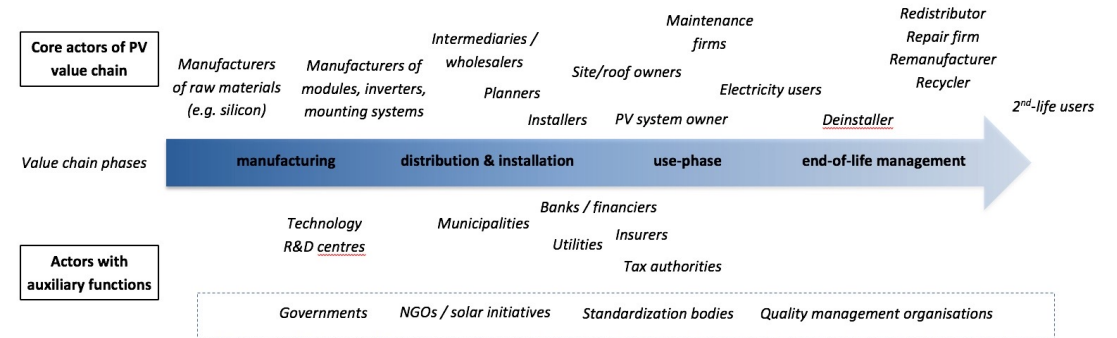 Core actors of PV
value chain
Manufacturers
of raw materials
(e.g. silicon)
Manufacturers of
modules, inverters,
mounting systems
Intermediaries /
wholesalers
Planners
Installers
Site/roof owners
Maintenance
firms
PV system owner
Electricity users
Redistributor
Repair firm
Remanufacturer
Recycler
Deinstaller
2nd-life users
Value chain phases
manufacturing
distribution & installation
use-phase
end-of-life management
Actors with
auxiliary functions
Technology
R&D centres
Municipalities
Banks / financiers
Utilities
Insurers
Tax authorities
Governments
NGOs / solar initiatives
Standardization bodies
Quality management organisations